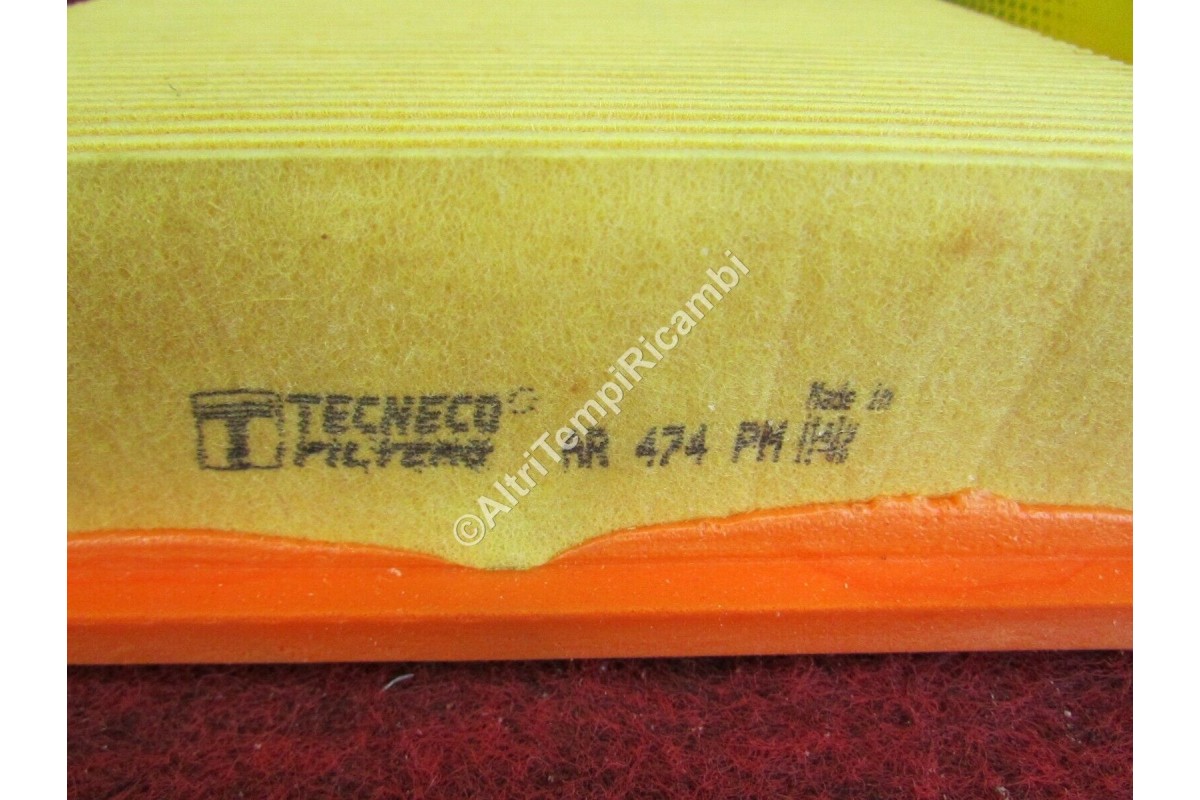 TECNECO
FILTERS
AR 474 PM
Made in
Italy
©AltriTempiRicambi